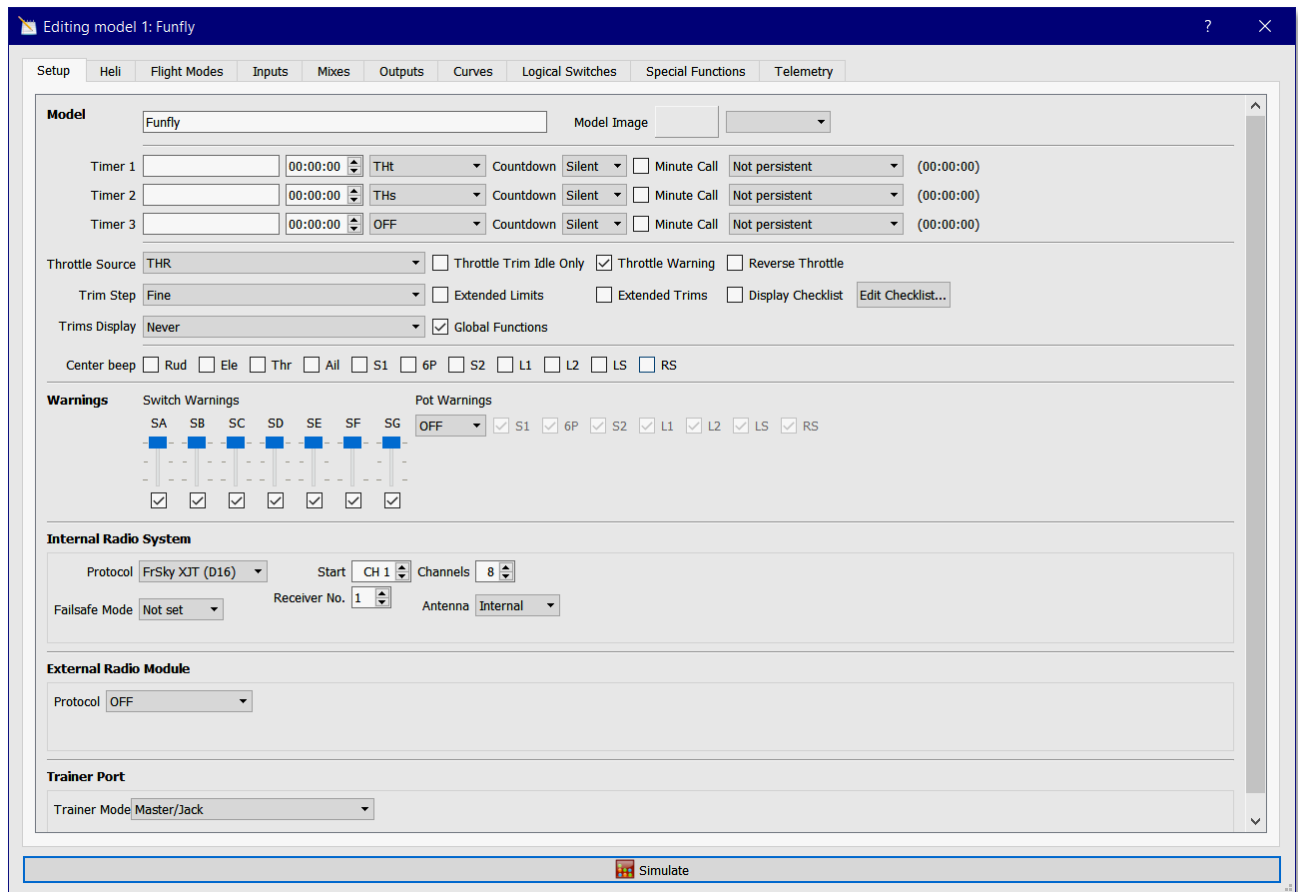 Editing model 1: Funfly ?
Setup Heli Flight Modes Inputs Mixes Outputs Curves Logical Switches Special Functions Telemetry
Model Funfly Model Image
Timer 1 00:00:00 THt Countdown Silent Minute Call Not persistent (00:00:00)
Timer 2 00:00:00 THs Countdown Silent Minute Call Not persistent (00:00:00)
Timer 3 00:00:00 OFF Countdown Silent Minute Call Not persistent (00:00:00)
Throttle Source THR Throttle Trim Idle Only Throttle Warning Reverse Throttle
Trim Step Fine Extended Limits Extended Trims Display Checklist Edit Checklist...
Trims Display Never Global Functions
Center beep Rud Ele Thr Ail S1 6P S2 L1 L2 LS RS
Warnings Switch Warnings Pot Warnings
SA SB SC SD SE SF SG OFF S1 6P S2 L1 L2 LS RS
Internal Radio System
Protocol FrSky XJT (D16) Start CH 1 Channels 8
Failsafe Mode Not set Receiver No. 1 Antenna Internal
External Radio Module
Protocol OFF
Trainer Port
Trainer Mode Master/Jack
Simulate